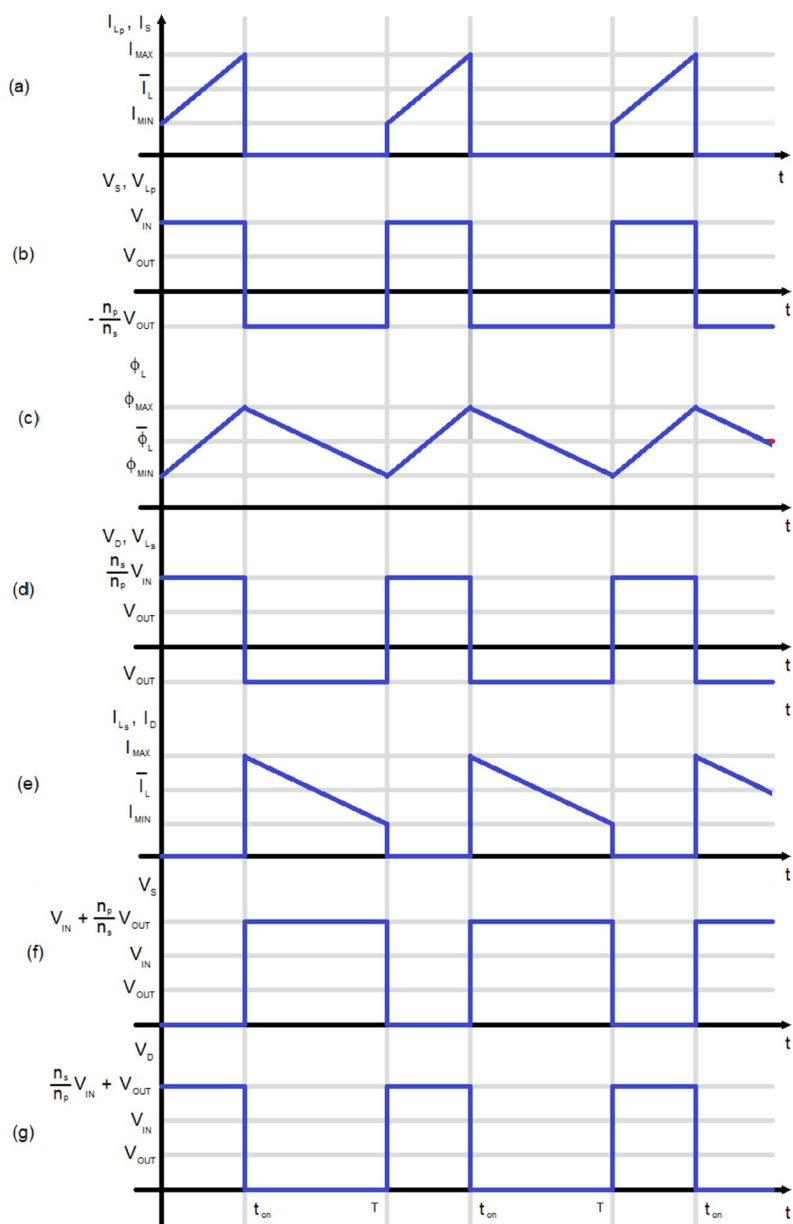 I_Lp, I_S
I_MAX
(a)
I̅_L
I_MIN
t
V_S, V_Lp
V_IN
(b)
V_OUT
t
- n_p/n_s V_OUT
ϕ_L
ϕ_MAX
(c)
ϕ̅_L
ϕ_MIN
t
V_D, V_Ls
n_s/n_p V_IN
(d)
V_OUT
t
V_OUT
t
I_Ls, I_D
I_MAX
(e)
I̅_L
I_MIN
t
V_S
V_IN + n_p/n_s V_OUT
(f)
V_IN
V_OUT
t
V_D
n_s/n_p V_IN + V_OUT
(g)
V_IN
V_OUT
t_on T t_on T t_on t